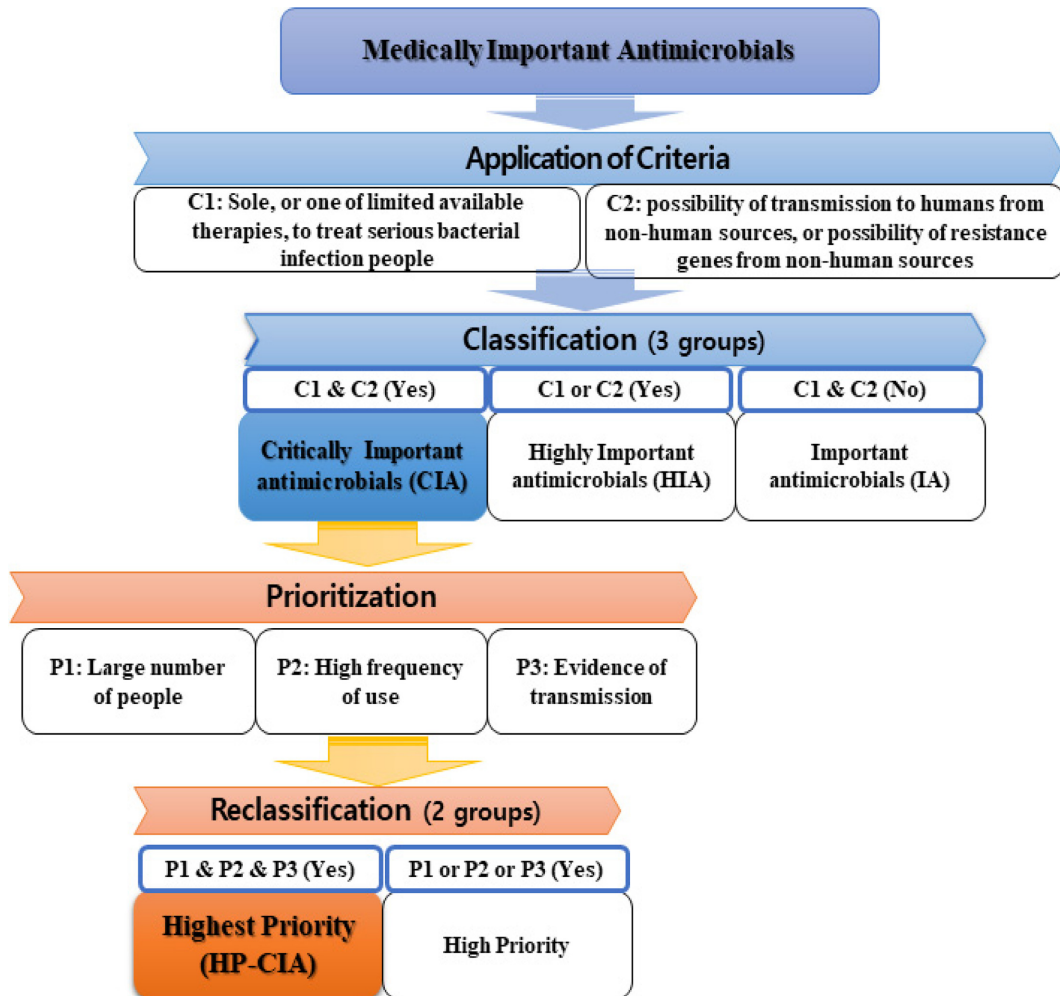 Medically Important Antimicrobials
Application of Criteria
C1: Sole, or one of limited available
therapies, to treat serious bacterial
infection people
C2: possibility of transmission to humans from
non-human sources, or possibility of resistance
genes from non-human sources
Classification (3 groups)
C1 & C2 (Yes)
C1 or C2 (Yes)
C1 & C2 (No)
Critically Important
antimicrobials (CIA)
Highly Important
antimicrobials (HIA)
Important
antimicrobials (IA)
Prioritization
P1: Large number
of people
P2: High frequency
of use
P3: Evidence of
transmission
Reclassification (2 groups)
P1 & P2 & P3 (Yes)
P1 or P2 or P3 (Yes)
Highest Priority
(HP-CIA)
High Priority